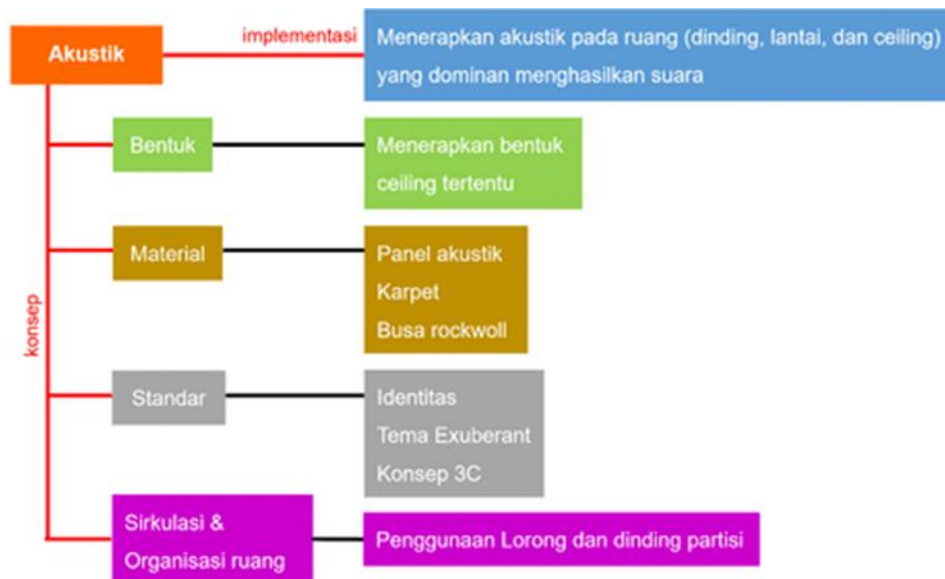 Akustik
implementasi
Menerapkan akustik pada ruang (dinding, lantai, dan ceiling)
yang dominan menghasilkan suara
konsep
Bentuk
Menerapkan bentuk
ceiling tertentu
Material
Panel akustik
Karpet
Busa rockwoll
Standar
Identitas
Tema Exuberant
Konsep 3C
Sirkulasi &
Organisasi ruang
Penggunaan Lorong dan dinding partisi